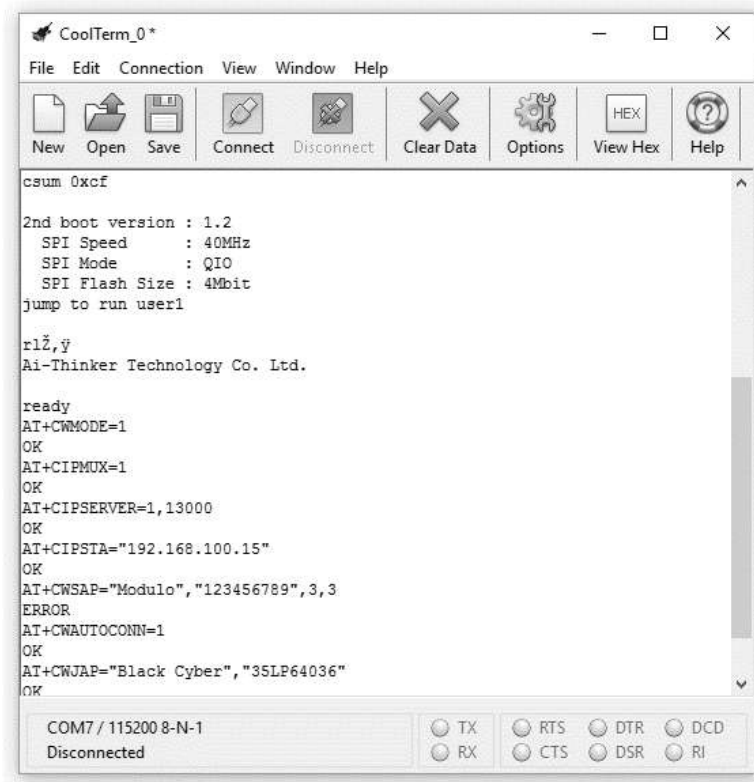 CoolTerm_0 *
File Edit Connection View Window Help
HEX
New Open Save Connect Disconnect Clear Data Options View Hex Help
csum 0xcf
2nd boot version : 1.2
SPI Speed : 40MHz
SPI Mode : QIO
SPI Flash Size : 4Mbit
jump to run user1
rlŽ,ÿ
Ai-Thinker Technology Co. Ltd.
ready
AT+CWMODE=1
OK
AT+CIPMUX=1
OK
AT+CIPSERVER=1,13000
OK
AT+CIPSTA="192.168.100.15"
OK
AT+CWSAP="Modulo","123456789",3,3
ERROR
AT+CWAUTOCONN=1
OK
AT+CWJAP="Black Cyber","35LP64036"
OK
COM7 / 115200 8-N-1
Disconnected
TX RTS DTR DCD
RX CTS DSR RI